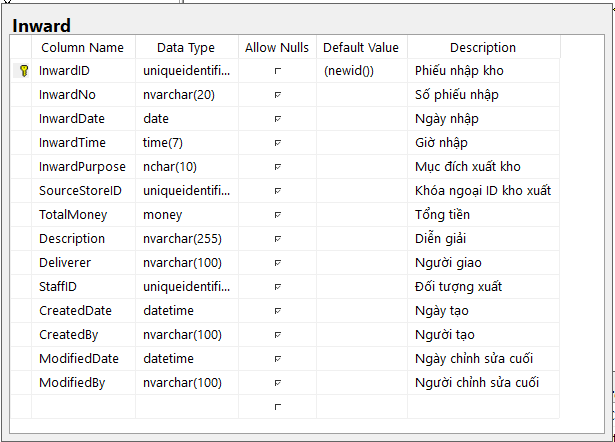 Inward
Column Name Data Type Allow Nulls Default Value Description
InwardID uniqueidentifi... (newid()) Phiếu nhập kho
InwardNo nvarchar(20) Số phiếu nhập
InwardDate date Ngày nhập
InwardTime time(7) Giờ nhập
InwardPurpose nchar(10) Mục đích xuất kho
SourceStoreID uniqueidentifi... Khóa ngoại ID kho xuất
TotalMoney money Tổng tiền
Description nvarchar(255) Diễn giải
Deliverer nvarchar(100) Người giao
StaffID uniqueidentifi... Đối tượng xuất
CreatedDate datetime Ngày tạo
CreatedBy nvarchar(100) Người tạo
ModifiedDate datetime Ngày chỉnh sửa cuối
ModifiedBy nvarchar(100) Người chỉnh sửa cuối